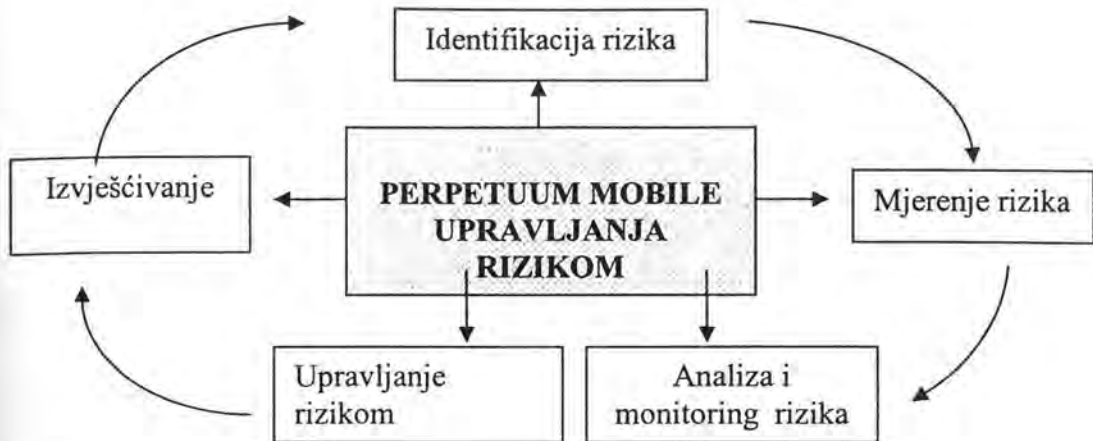 Identifikacija rizika
Izvješćivanje
PERPETUUM MOBILE
UPRAVLJANJA
RIZIKOM
Mjerenje rizika
Upravljanje
rizikom
Analiza i
monitoring rizika